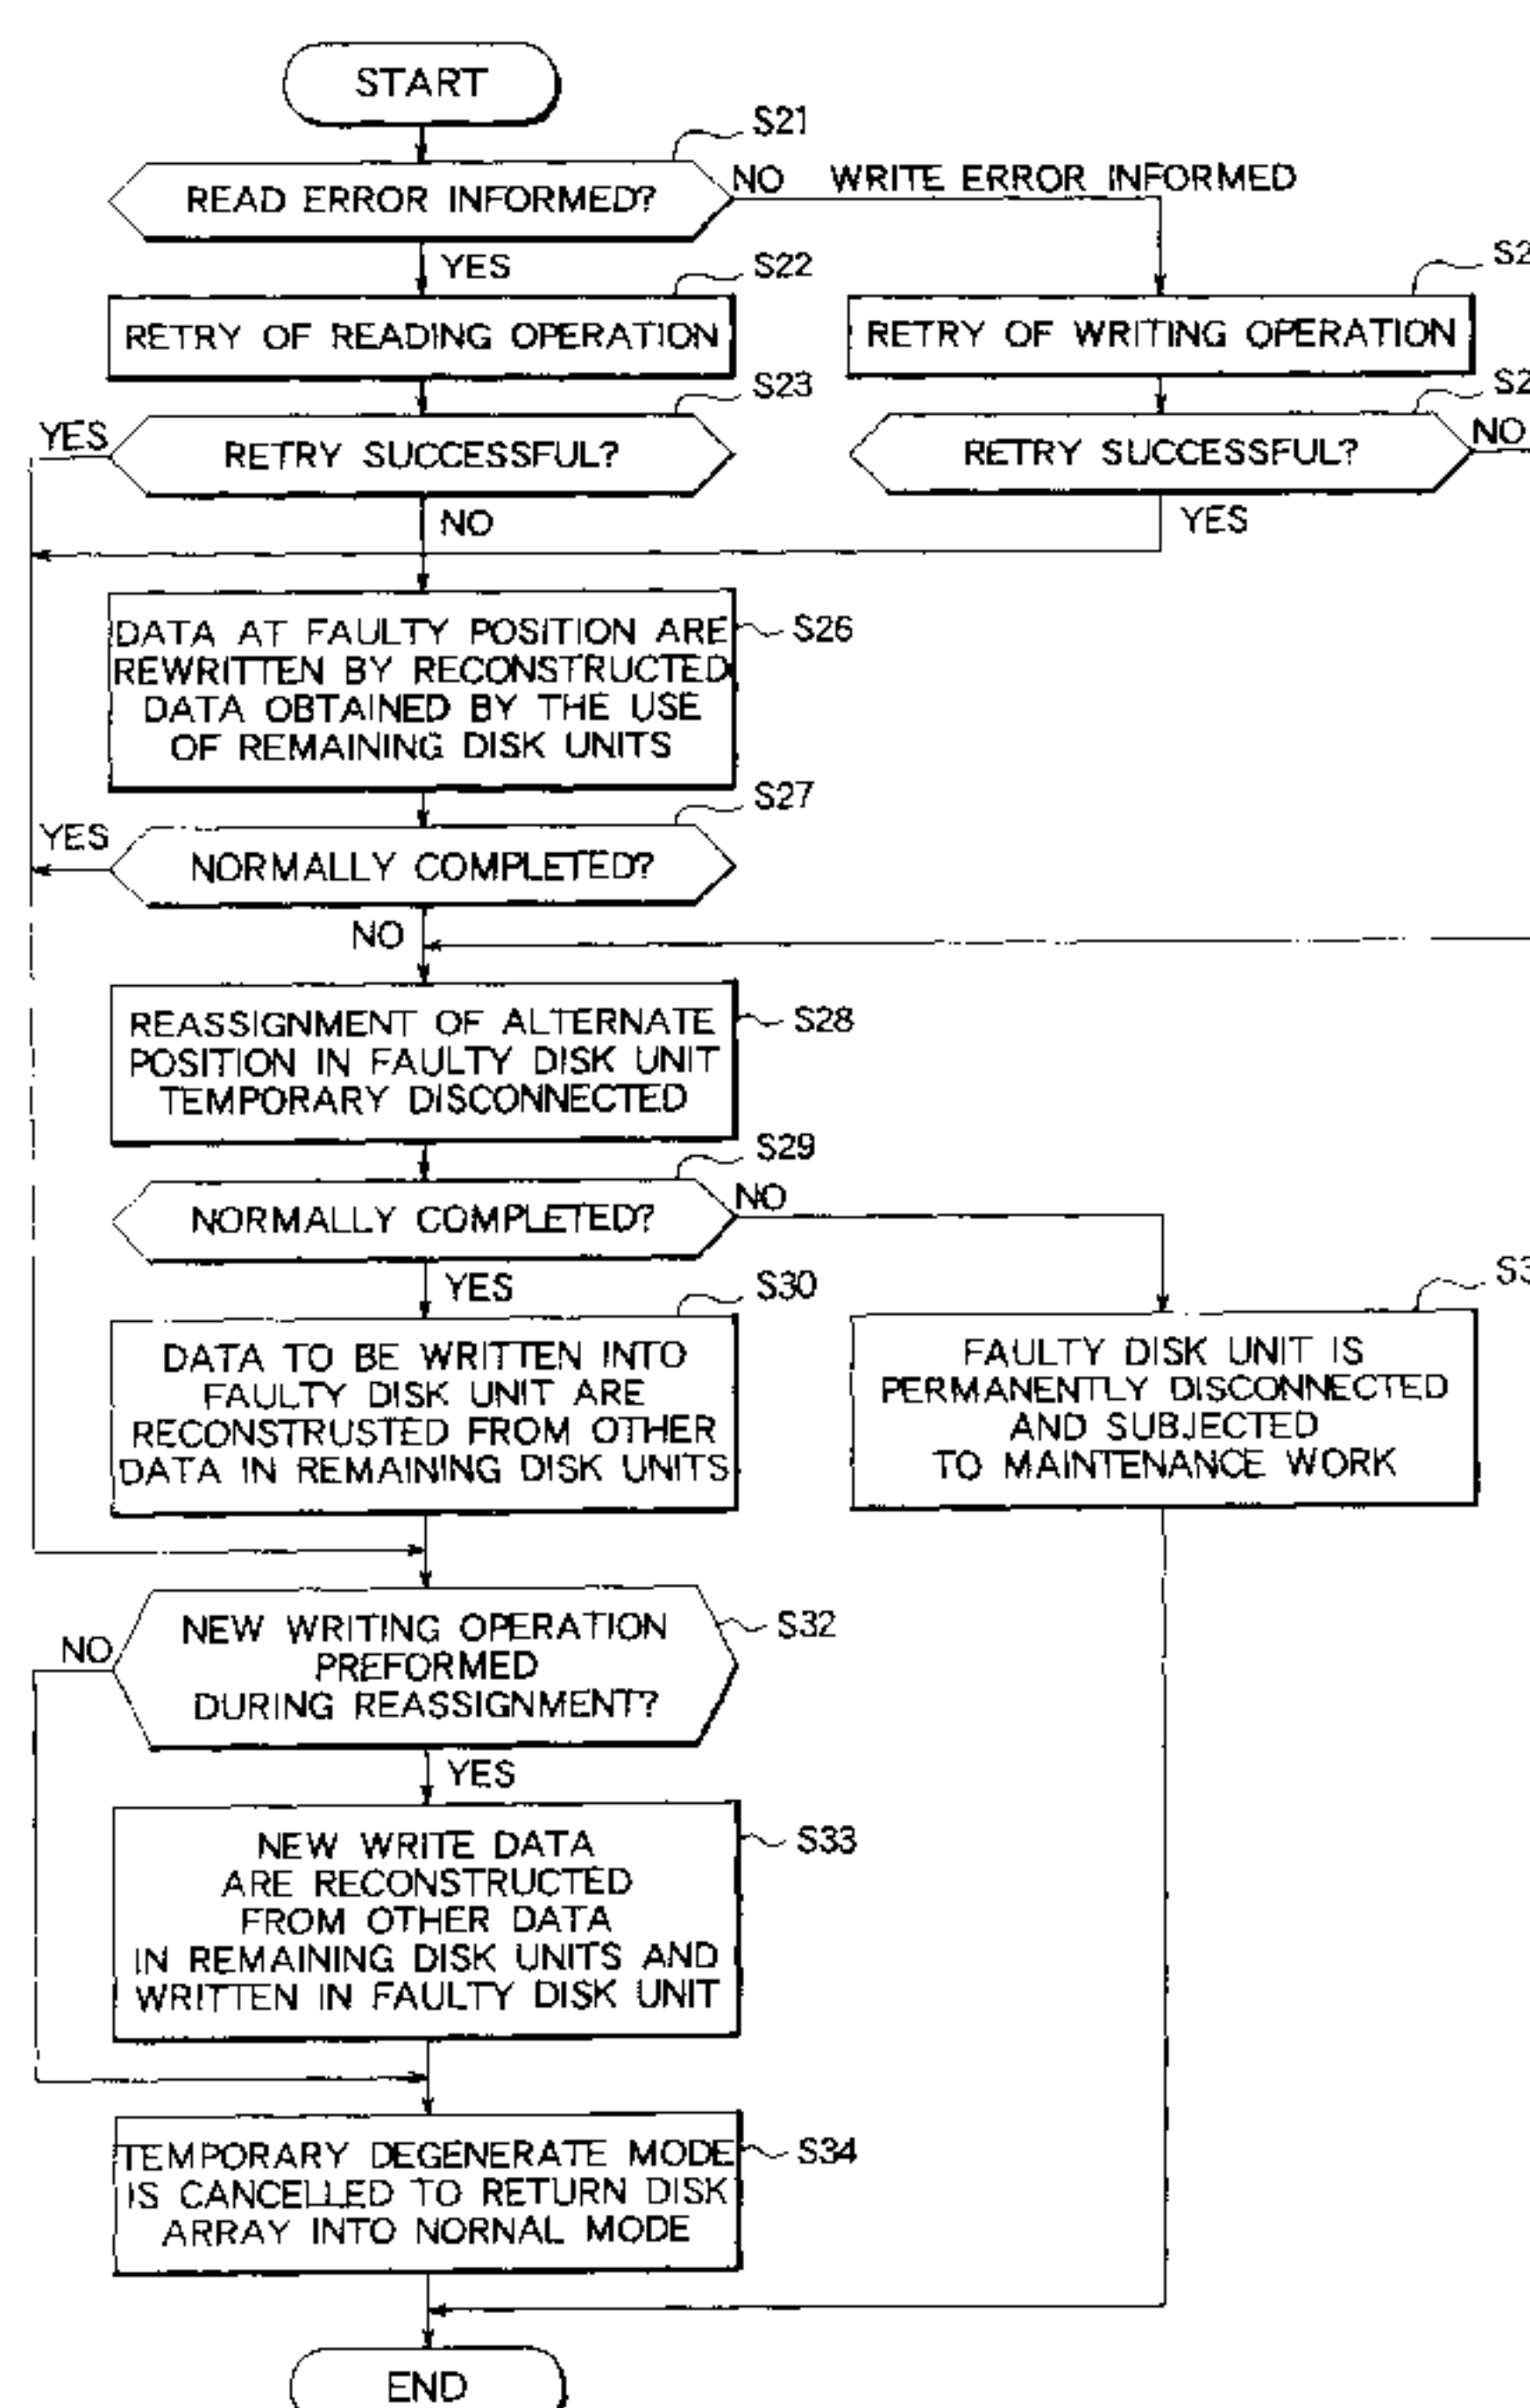 START
S21
READ ERROR INFORMED?
NO WRITE ERROR INFORMED
YES
S22
RETRY OF READING OPERATION
S2
RETRY OF WRITING OPERATION
S23
YES
RETRY SUCCESSFUL?
NO
S2
RETRY SUCCESSFUL?
NO
YES
DATA AT FAULTY POSITION ARE
REWRITTEN BY RECONSTRUCTED
DATA OBTAINED BY THE USE
OF REMAINING DISK UNITS
S26
S27
YES
NORMALLY COMPLETED?
NO
REASSIGNMENT OF ALTERNATE
POSITION IN FAULTY DISK UNIT
TEMPORARY DISCONNECTED
S28
S29
NORMALLY COMPLETED?
NO
YES
S30
DATA TO BE WRITTEN INTO
FAULTY DISK UNIT ARE
RECONSTRUSTED FROM OTHER
DATA IN REMAINING DISK UNITS
S3
FAULTY DISK UNIT IS
PERMANENTLY DISCONNECTED
AND SUBJECTED
TO MAINTENANCE WORK
NO
NEW WRITING OPERATION
PREFORMED
DURING REASSIGNMENT?
S32
YES
NEW WRITE DATA
ARE RECONSTRUCTED
FROM OTHER DATA
IN REMAINING DISK UNITS AND
WRITTEN IN FAULTY DISK UNIT
S33
TEMPORARY DEGENERATE MODE
IS CANCELLED TO RETURN DISK
ARRAY INTO NORNAL MODE
S34
END